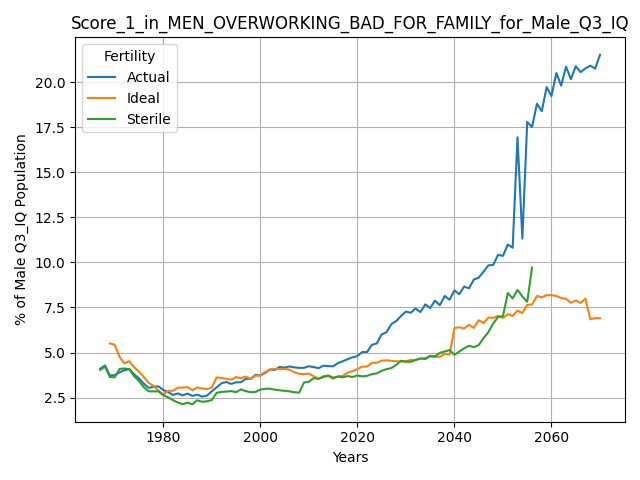 Score_1_in_MEN_OVERWORKING_BAD_FOR_FAMILY_for_Male_Q3_IQ
Fertility
Actual
Ideal
Sterile
20.0
17.5
15.0
12.5
10.0
7.5
5.0
2.5
% of Male Q3_IQ Population
1980
2000
2020
2040
2060
Years